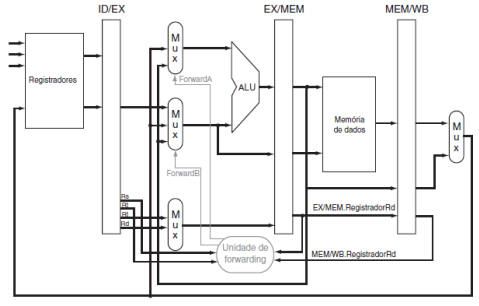 ID/EX
EX/MEM
MEM/WB
Registradores
M
u
x
ForwardA
ALU
M
u
x
Memória
de dados
M
u
x
ForwardB
Rs
Rt
Rt
Rd
M
u
x
EX/MEM.RegistradorRd
Unidade de
forwarding
MEM/WB.RegistradorRd